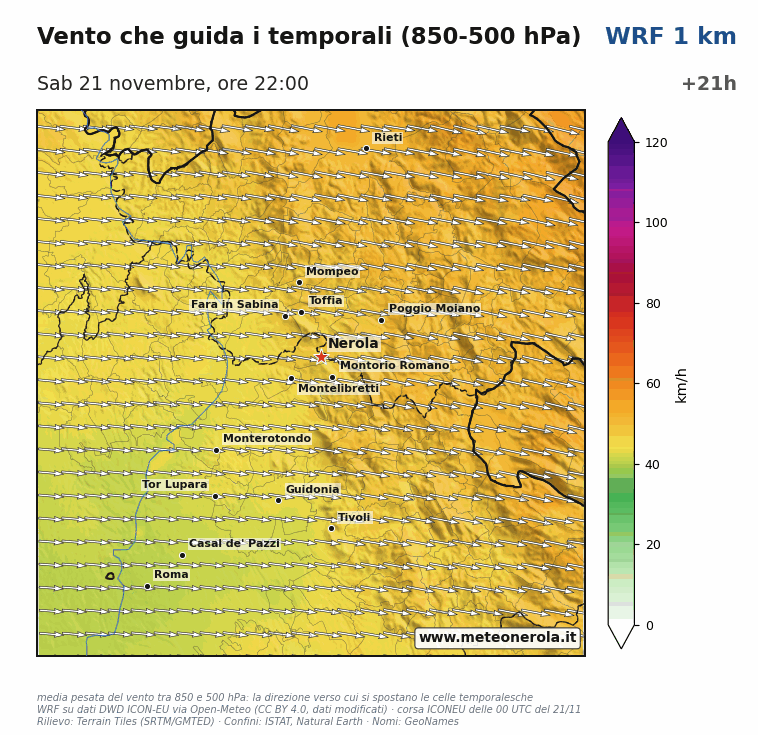 Vento che guida i temporali (850-500 hPa) WRF 1 km
Sab 21 novembre, ore 22:00 +21h
Rieti
Mompeo
Fara in Sabina Toffia
Poggio Moiano
Nerola
Montorio Romano
Montelibretti
Monterotondo
Tor Lupara Guidonia
Tivoli
Casal de' Pazzi
Roma
www.meteonerola.it
120
100
80
60
40
20
0
km/h
media pesata del vento tra 850 e 500 hPa: la direzione verso cui si spostano le celle temporalesche
WRF su dati DWD ICON-EU via Open-Meteo (CC BY 4.0, dati modificati) · corsa ICONEU delle 00 UTC del 21/11
Rilievo: Terrain Tiles (SRTM/GMTED) · Confini: ISTAT, Natural Earth · Nomi: GeoNames